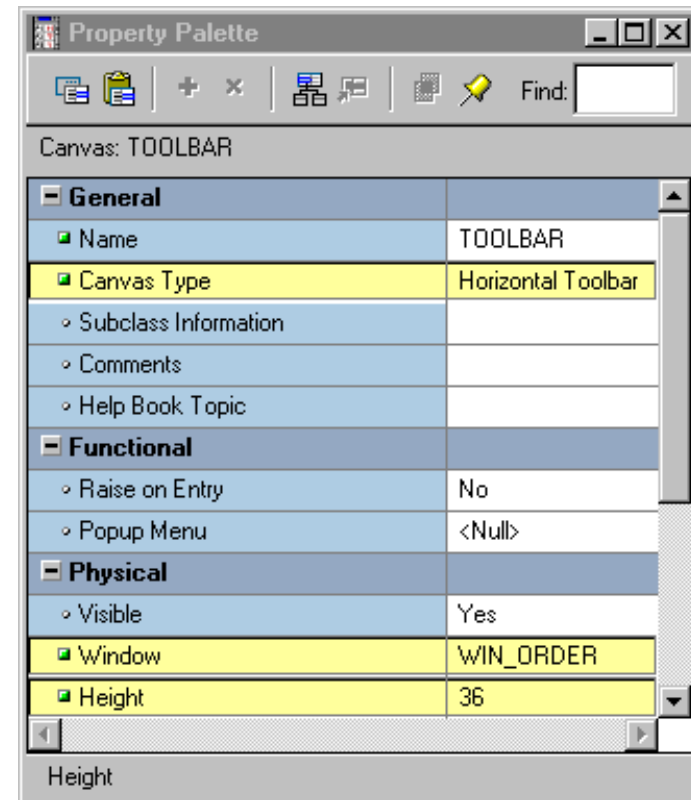 Property Palette
Find:
Canvas: TOOLBAR
General
Name TOOLBAR
Canvas Type Horizontal Toolbar
Subclass Information
Comments
Help Book Topic
Functional
Raise on Entry No
Popup Menu <Null>
Physical
Visible Yes
Window WIN_ORDER
Height 36
Height